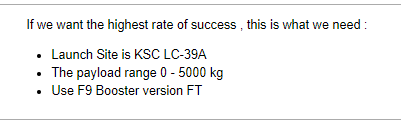 If we want the highest rate of success , this is what we need :
• Launch Site is KSC LC-39A
• The payload range 0 - 5000 kg
• Use F9 Booster version FT